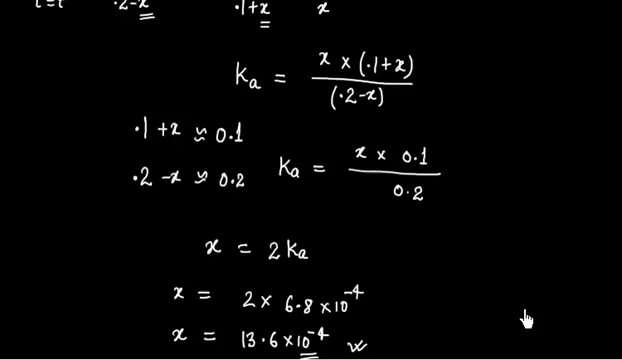 t=t .2-x .1+x x
Ka = x × (.1+x) / (.2-x)
.1 + x ≈ 0.1
.2 - x ≈ 0.2 Ka = x × 0.1 / 0.2
x = 2 Ka
x = 2 × 6.8 × 10⁻⁴
x = 13.6 × 10⁻⁴